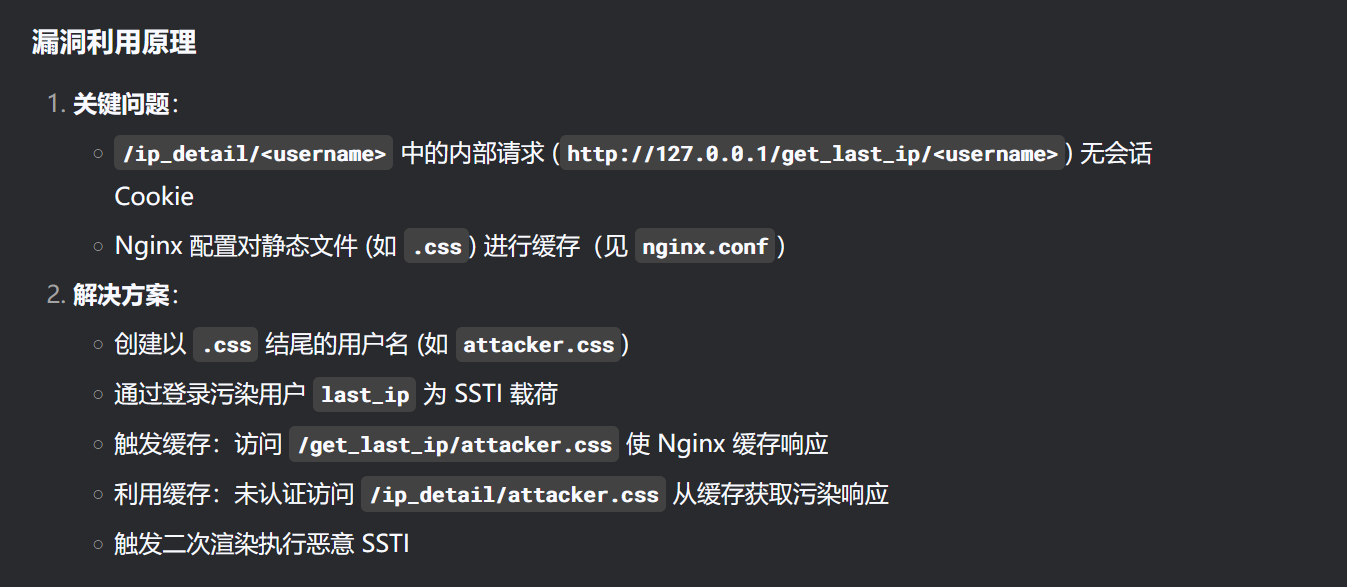 漏洞利用原理
1. 关键问题：
○ /ip_detail/<username> 中的内部请求 (http://127.0.0.1/get_last_ip/<username>) 无会话
Cookie
○ Nginx 配置对静态文件 (如 .css) 进行缓存（见 nginx.conf)
2. 解决方案：
○ 创建以 .css 结尾的用户名 (如 attacker.css)
○ 通过登录污染用户 last_ip 为 SSTI 载荷
○ 触发缓存：访问 /get_last_ip/attacker.css 使 Nginx 缓存响应
○ 利用缓存：未认证访问 /ip_detail/attacker.css 从缓存获取污染响应
○ 触发二次渲染执行恶意 SSTI